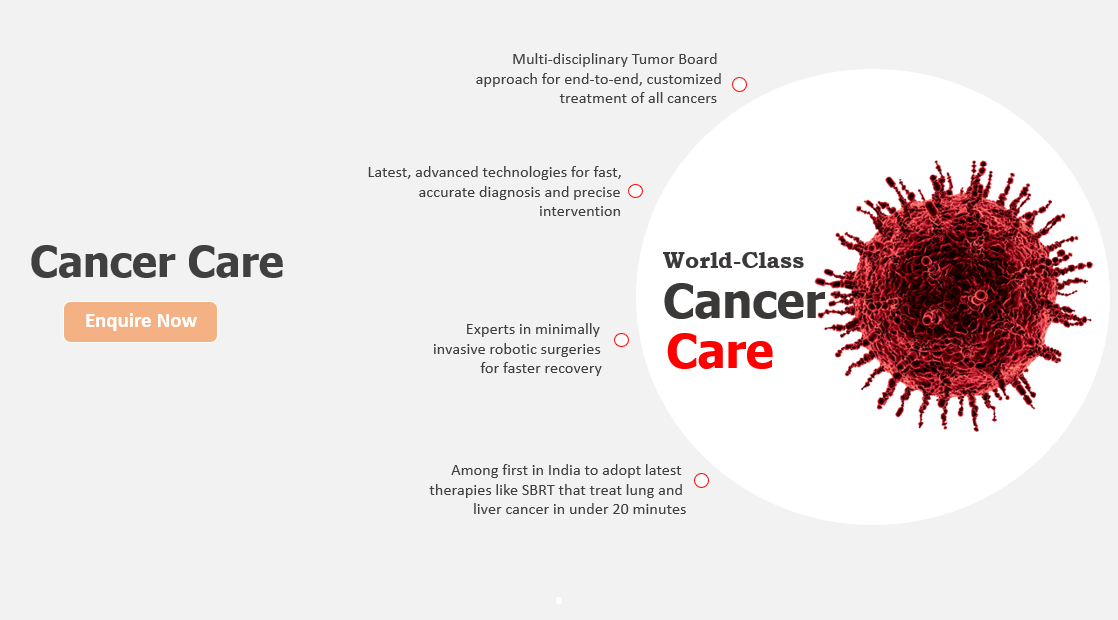 Cancer Care
Enquire Now
Multi-disciplinary Tumor Board
approach for end-to-end, customized
treatment of all cancers
Latest, advanced technologies for fast,
accurate diagnosis and precise
intervention
Experts in minimally
invasive robotic surgeries
for faster recovery
Among first in India to adopt latest
therapies like SBRT that treat lung and
liver cancer in under 20 minutes
World-Class
Cancer
Care